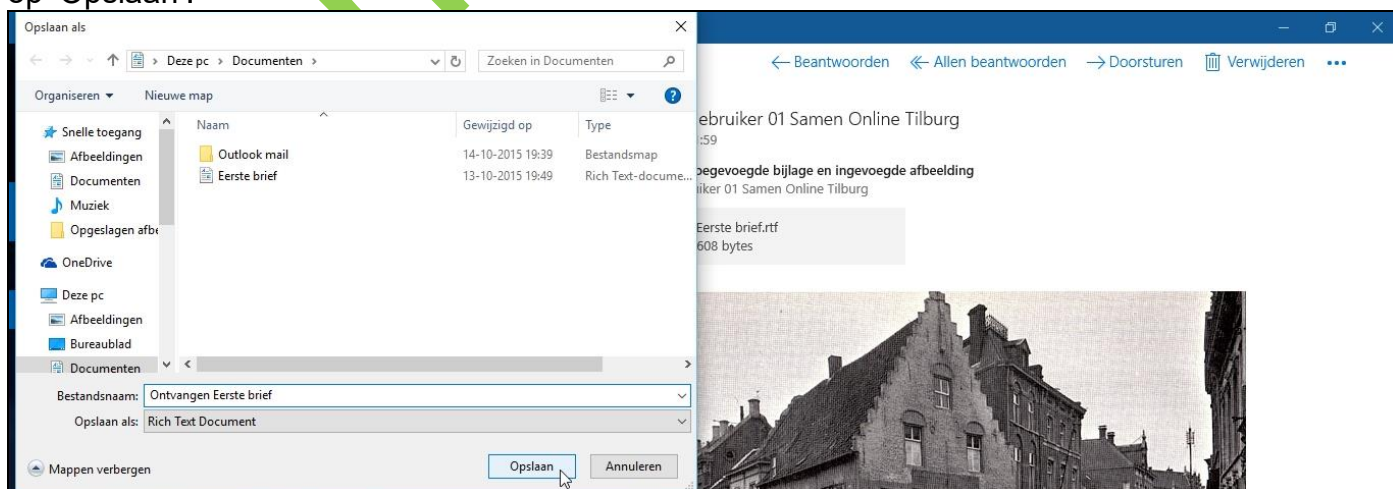 op 'Opslaan'.
Opslaan als
Deze pc > Documenten >
Zoeken in Documenten
Organiseren
Nieuwe map
Snelle toegang
Afbeeldingen
Documenten
Muziek
Opgeslagen afbe
OneDrive
Deze pc
Afbeeldingen
Bureaublad
Documenten
Naam Gewijzigd op Type
Outlook mail 14-10-2015 19:39 Bestandsmap
Eerste brief 13-10-2015 19:49 Rich Text-docume...
Bestandsnaam: Ontvangen Eerste brief
Opslaan als: Rich Text Document
Mappen verbergen
Opslaan
Annuleren
Beantwoorden
Allen beantwoorden
Doorsturen
Verwijderen
ebruiker 01 Samen Online Tilburg
:59
oegevoegde bijlage en ingevoegde afbeelding
iker 01 Samen Online Tilburg
Eerste brief.rtf
608 bytes